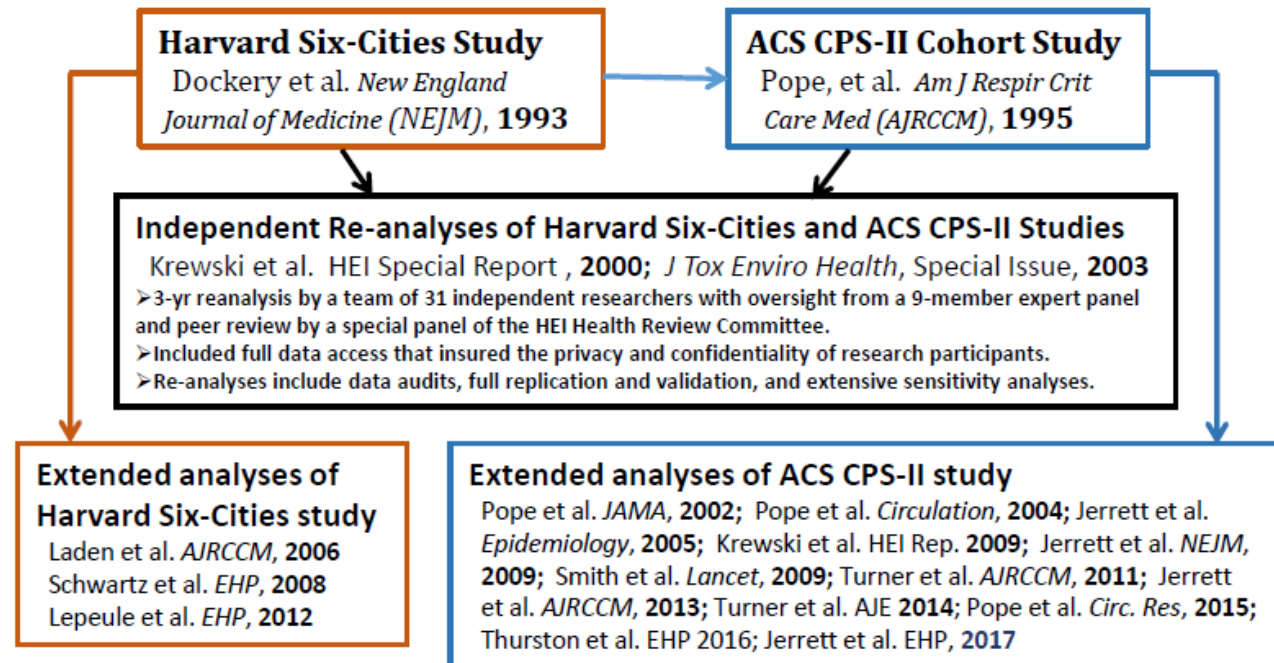 Harvard Six-Cities Study
Dockery et al. New England
Journal of Medicine (NEJM), 1993
ACS CPS-II Cohort Study
Pope, et al. Am J Respir Crit
Care Med (AJRCCM), 1995
Independent Re-analyses of Harvard Six-Cities and ACS CPS-II Studies
Krewski et al. HEI Special Report , 2000; J Tox Enviro Health, Special Issue, 2003
➤3-yr reanalysis by a team of 31 independent researchers with oversight from a 9-member expert panel
and peer review by a special panel of the HEI Health Review Committee.
➤Included full data access that insured the privacy and confidentiality of research participants.
➤Re-analyses include data audits, full replication and validation, and extensive sensitivity analyses.
Extended analyses of
Harvard Six-Cities study
Laden et al. AJRCCM, 2006
Schwartz et al. EHP, 2008
Lepeule et al. EHP, 2012
Extended analyses of ACS CPS-II study
Pope et al. JAMA, 2002; Pope et al. Circulation, 2004; Jerrett et al.
Epidemiology, 2005; Krewski et al. HEI Rep. 2009; Jerrett et al. NEJM,
2009; Smith et al. Lancet, 2009; Turner et al. AJRCCM, 2011; Jerrett
et al. AJRCCM, 2013; Turner et al. AJE 2014; Pope et al. Circ. Res, 2015;
Thurston et al. EHP 2016; Jerrett et al. EHP, 2017